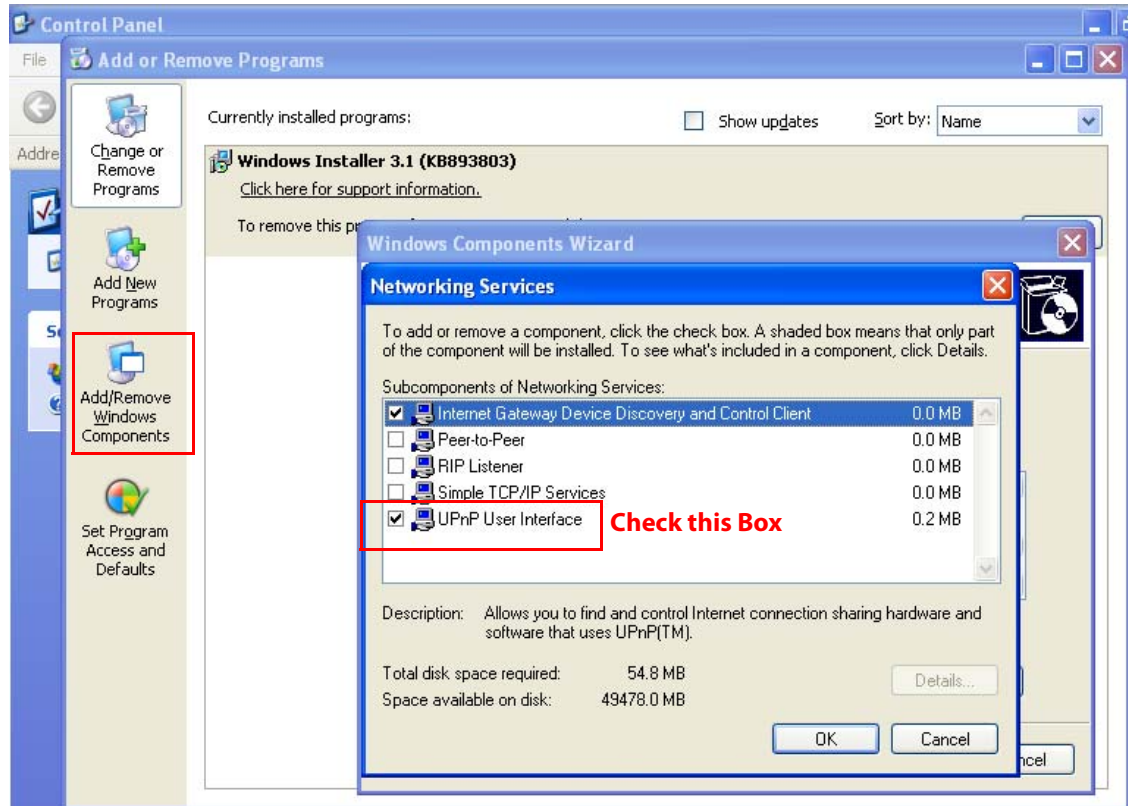 Control Panel
File
Add or Remove Programs
Addre
Change or
Remove
Programs
Add New
Programs
Add/Remove
Windows
Components
Set Program
Access and
Defaults
Currently installed programs:
Show updates
Sort by: Name
Windows Installer 3.1 (KB893803)
Click here for support information.
To remove this
Windows Components Wizard
Networking Services
To add or remove a component, click the check box. A shaded box means that only part
of the component will be installed. To see what's included in a component, click Details.
Subcomponents of Networking Services:
Internet Gateway Device Discovery and Control Client 0.0 MB
Peer-to-Peer 0.0 MB
RIP Listener 0.0 MB
Simple TCP/IP Services 0.0 MB
UPnP User Interface 0.2 MB
Check this Box
Description: Allows you to find and control Internet connection sharing hardware and
software that uses UPnP(TM).
Total disk space required: 54.8 MB
Space available on disk: 49478.0 MB
Details...
OK
Cancel
ncel